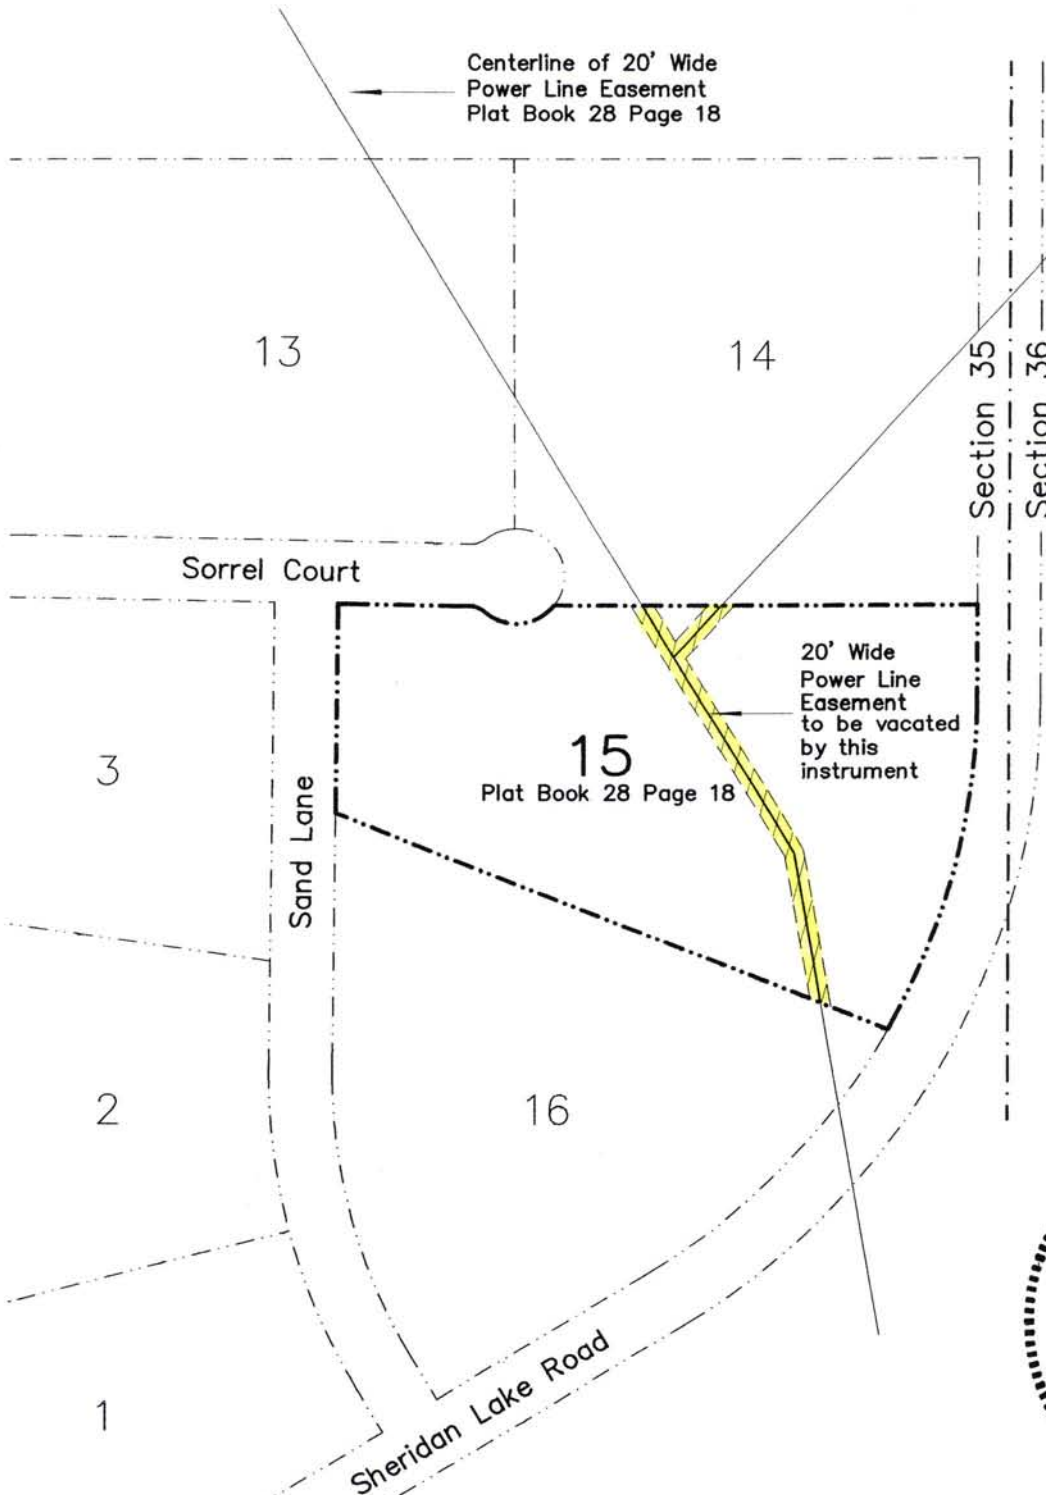 Centerline of 20' Wide
Power Line Easement
Plat Book 28 Page 18
13
14
Section 35
Section 36
Sorrel Court
20' Wide
Power Line
Easement
to be vacated
by this
instrument
15
Plat Book 28 Page 18
3
Sand Lane
2
16
1
Sheridan Lake Road